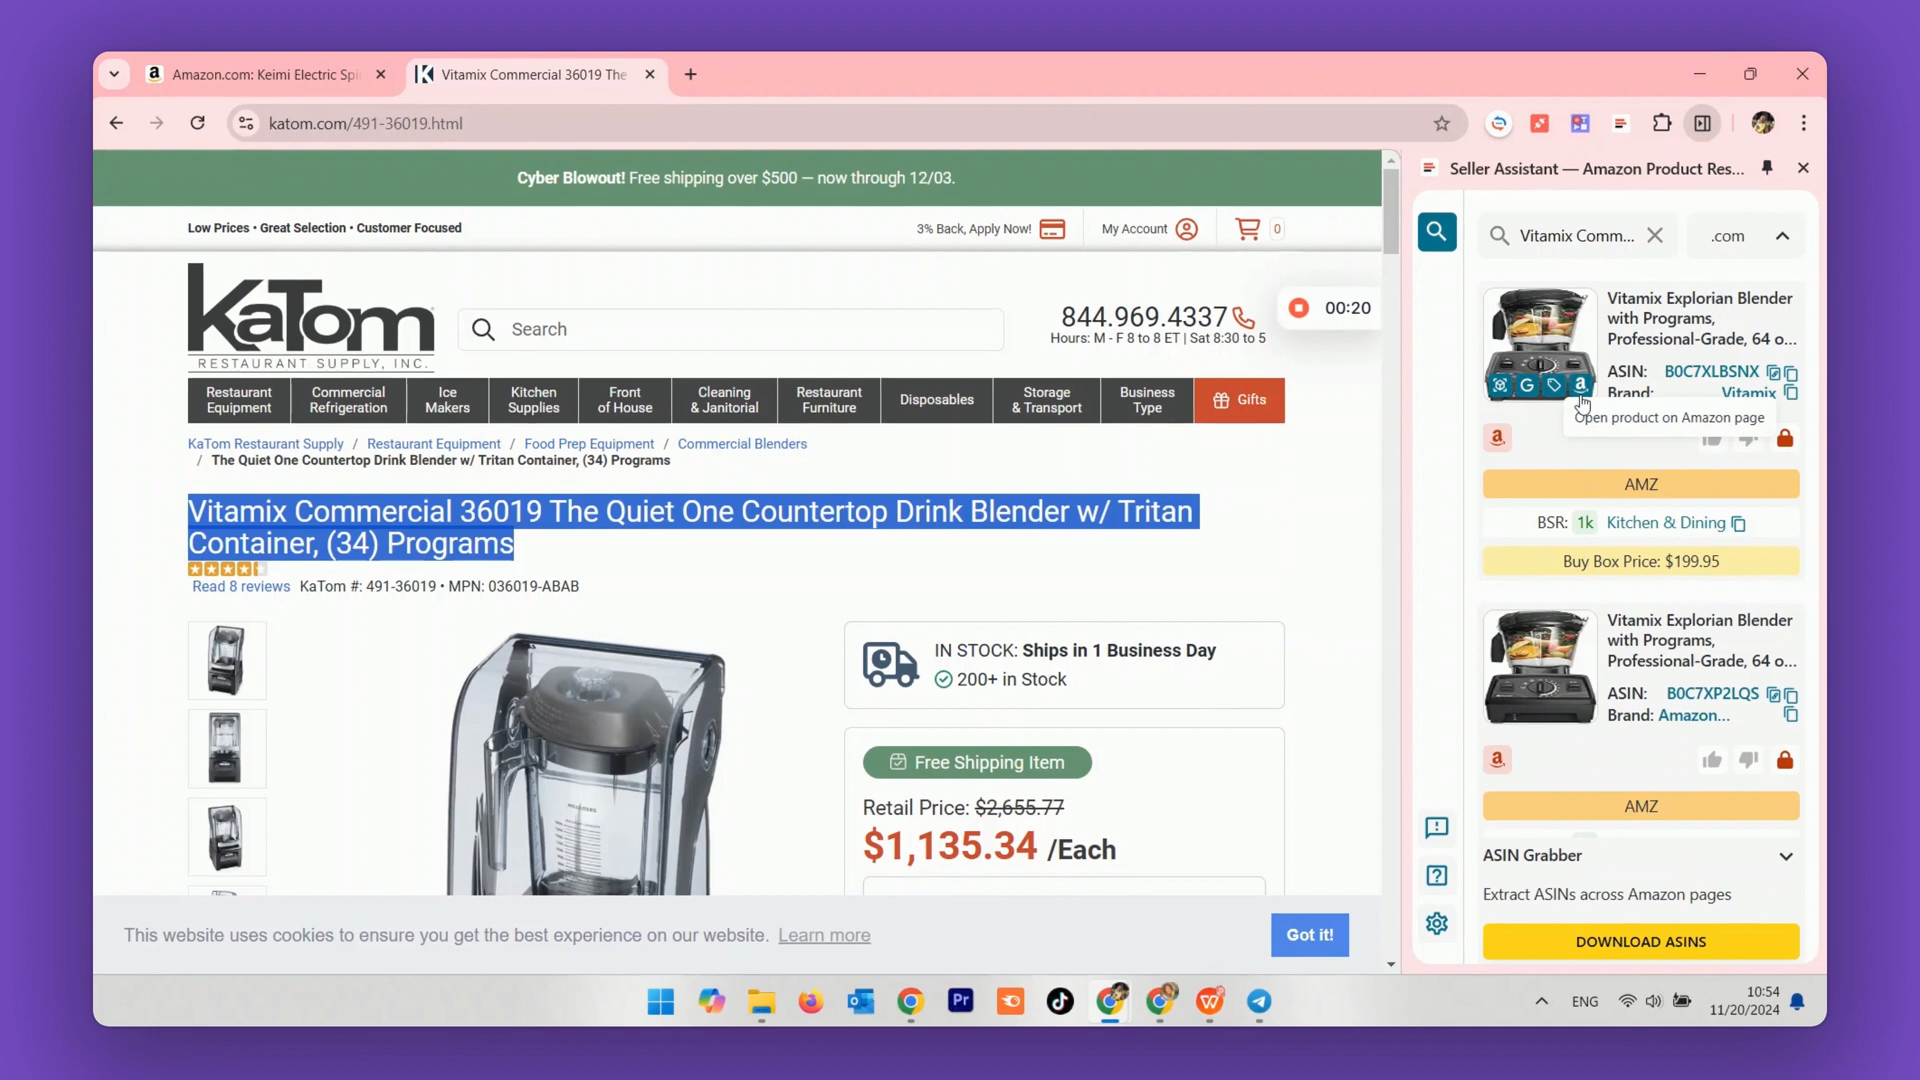 Amazon.com: Keimi Electric Spi
Vitamix Commercial 36019 The
katom.com/491-36019.html
Seller Assistant — Amazon Product Res...
Cyber Blowout! Free shipping over $500 — now through 12/03.
Low Prices • Great Selection • Customer Focused
3% Back, Apply Now!
My Account
0
KaTom
RESTAURANT SUPPLY, INC.
Search
844.969.4337
Hours: M - F 8 to 8 ET | Sat 8:30 to 5
00:20
Restaurant Equipment
Commercial Refrigeration
Ice Makers
Kitchen Supplies
Front of House
Cleaning & Janitorial
Restaurant Furniture
Disposables
Storage & Transport
Business Type
Gifts
KaTom Restaurant Supply / Restaurant Equipment / Food Prep Equipment / Commercial Blenders
/ The Quiet One Countertop Drink Blender w/ Tritan Container, (34) Programs
Vitamix Commercial 36019 The Quiet One Countertop Drink Blender w/ Tritan
Container, (34) Programs
Read 8 reviews KaTom #: 491-36019 • MPN: 036019-ABAB
IN STOCK: Ships in 1 Business Day
200+ in Stock
Free Shipping Item
Retail Price: $2,655.77
$1,135.34 /Each
This website uses cookies to ensure you get the best experience on our website. Learn more
Got it!
Vitamix Comm...
.com
Vitamix Explorian Blender
with Programs,
Professional-Grade, 64 o...
ASIN: B0C7XLBSNX
Brand: Vitamix
Open product on Amazon page
AMZ
BSR: 1k Kitchen & Dining
Buy Box Price: $199.95
Vitamix Explorian Blender
with Programs,
Professional-Grade, 64 o...
ASIN: B0C7XP2LQS
Brand: Amazon...
AMZ
ASIN Grabber
Extract ASINs across Amazon pages
DOWNLOAD ASINS
Pr
ENG
10:54
11/20/2024